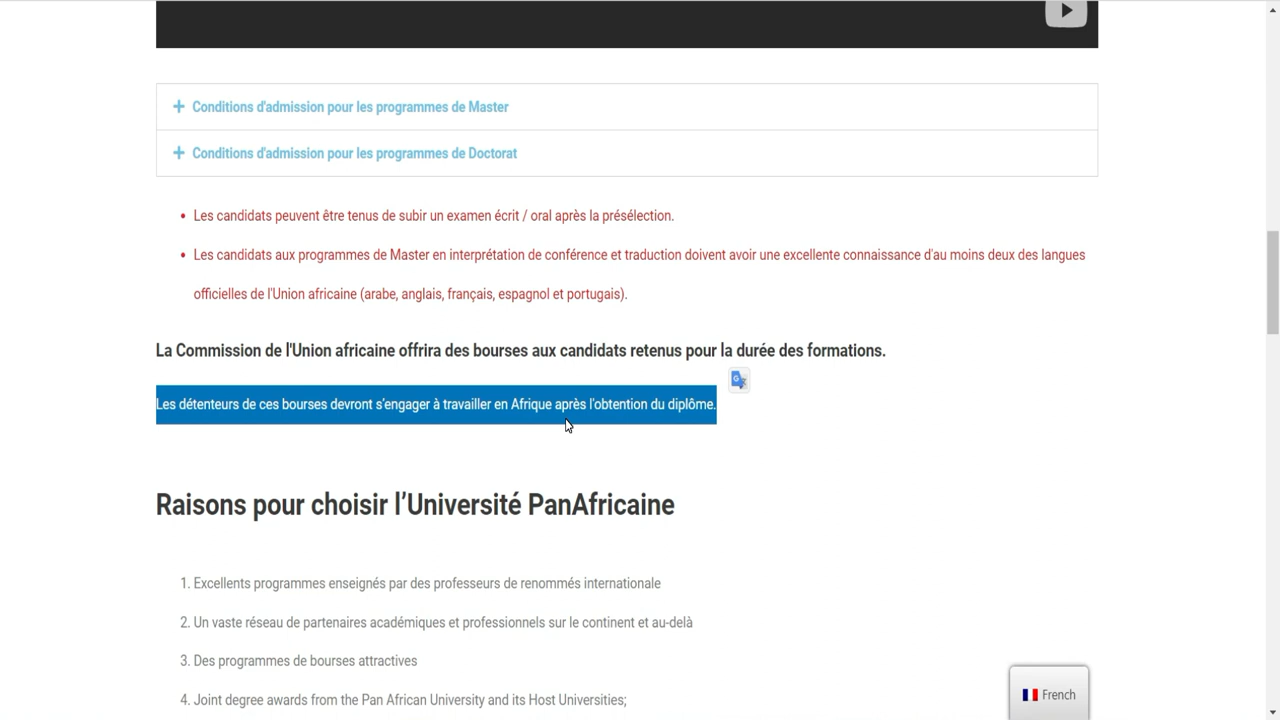 Conditions d'admission pour les programmes de Master
Conditions d'admission pour les programmes de Doctorat
Les candidats peuvent être tenus de subir un examen écrit / oral après la présélection.
Les candidats aux programmes de Master en interprétation de conférence et traduction doivent avoir une excellente connaissance d'au moins deux des langues
officielles de l'Union africaine (arabe, anglais, français, espagnol et portugais).
La Commission de l'Union africaine offrira des bourses aux candidats retenus pour la durée des formations.
Les détenteurs de ces bourses devront s'engager à travailler en Afrique après l'obtention du diplôme.
Raisons pour choisir l’Université PanAfricaine
1. Excellents programmes enseignés par des professeurs de renommés internationale
2. Un vaste réseau de partenaires académiques et professionnels sur le continent et au-delà
3. Des programmes de bourses attractives
4. Joint degree awards from the Pan African University and its Host Universities;
French